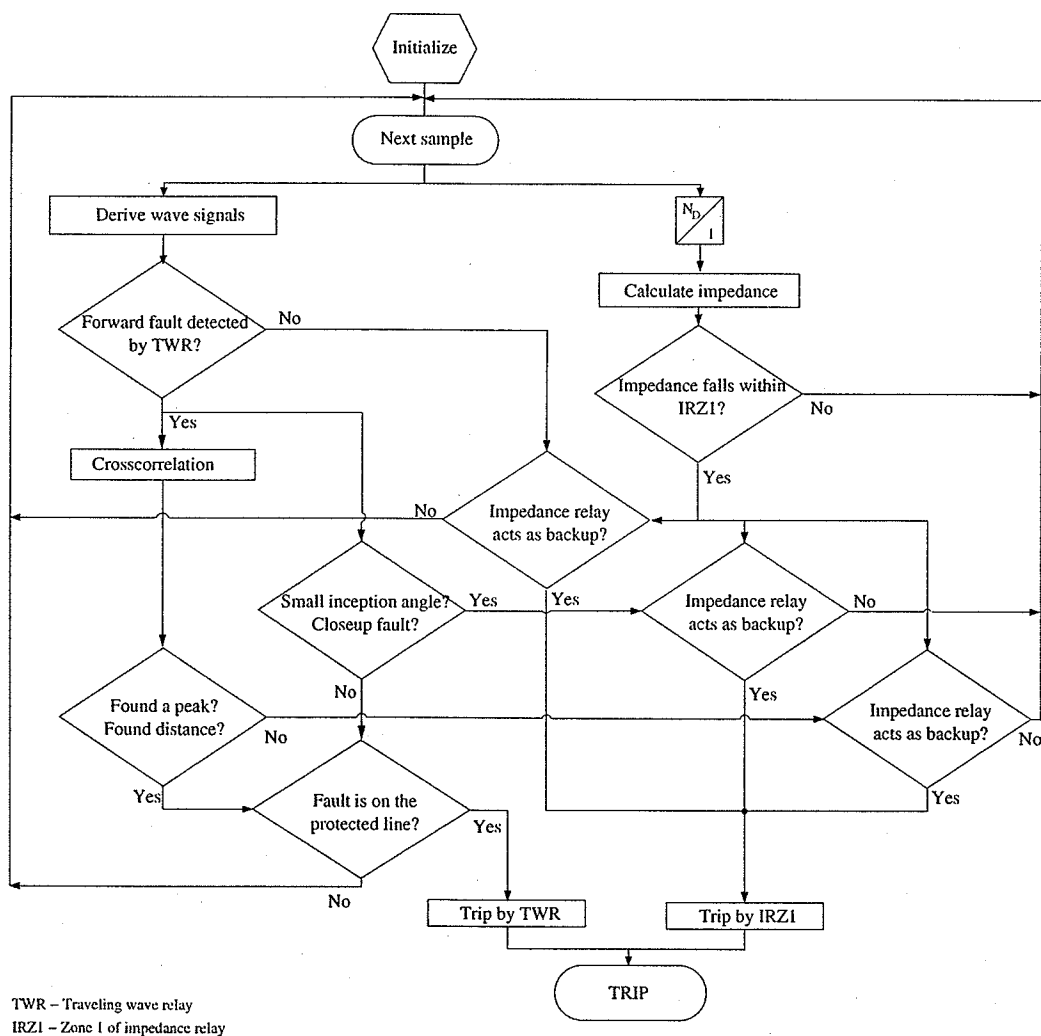 Initialize
Next sample
Derive wave signals
N_D
1
Calculate impedance
Forward fault detected
by TWR?
No
Impedance falls within
IRZ1?
No
Yes
Crosscorrelation
Yes
No
Impedance relay
acts as backup?
Small inception angle?
Closeup fault?
Yes
Yes
Impedance relay
acts as backup?
No
No
Yes
Found a peak?
Found distance?
No
Impedance relay
acts as backup?
No
Yes
Fault is on the
protected line?
Yes
Yes
No
Trip by TWR
Trip by IRZ1
TRIP
TWR – Traveling wave relay
IRZ1 – Zone 1 of impedance relay